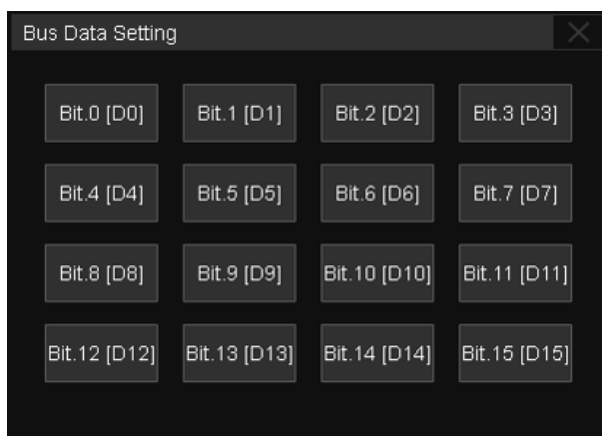 Bus Data Setting
Bit.0 [D0] Bit.1 [D1] Bit.2 [D2] Bit.3 [D3]
Bit.4 [D4] Bit.5 [D5] Bit.6 [D6] Bit.7 [D7]
Bit.8 [D8] Bit.9 [D9] Bit.10 [D10] Bit.11 [D11]
Bit.12 [D12] Bit.13 [D13] Bit.14 [D14] Bit.15 [D15]